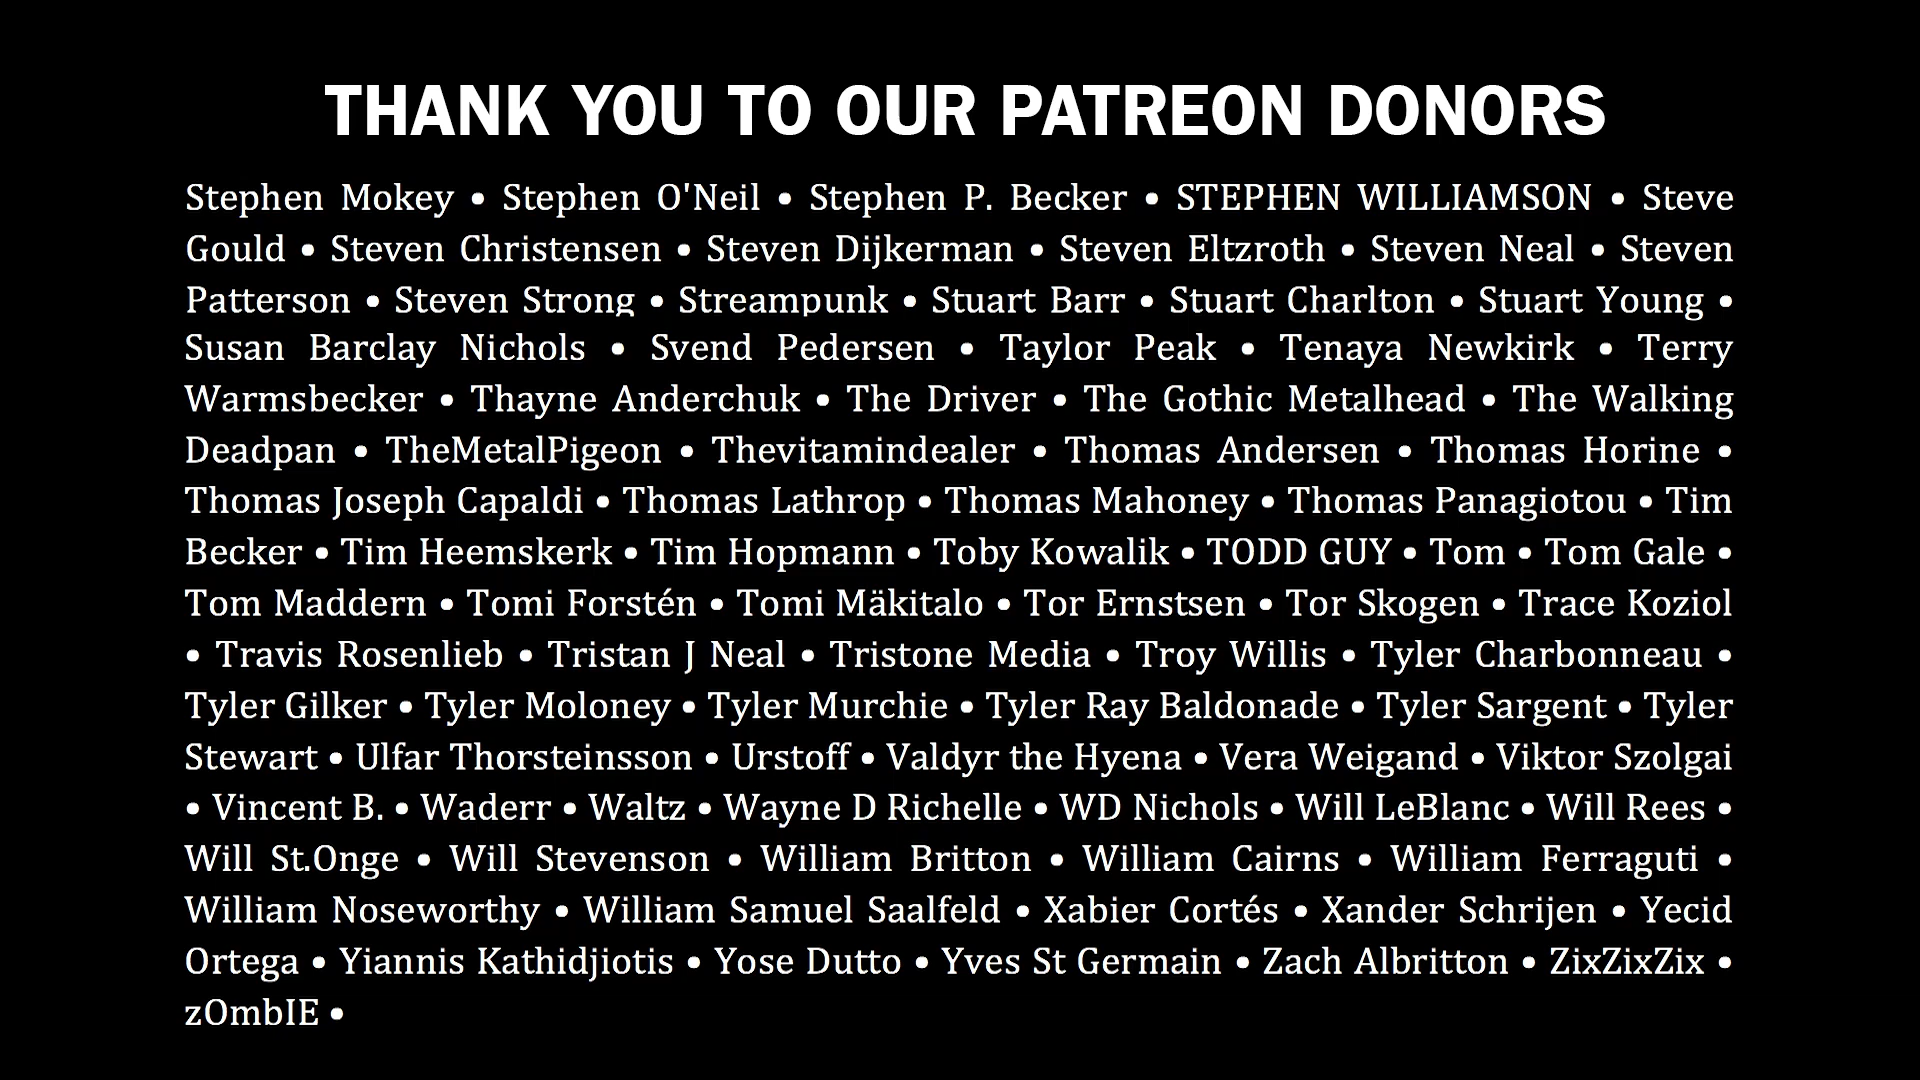 THANK YOU TO OUR PATREON DONORS
Stephen Mokey • Stephen O'Neil • Stephen P. Becker • STEPHEN WILLIAMSON • Steve
Gould • Steven Christensen • Steven Dijkerman • Steven Eltzroth • Steven Neal • Steven
Patterson • Steven Strong • Streampunk • Stuart Barr • Stuart Charlton • Stuart Young •
Susan Barclay Nichols • Svend Pedersen • Taylor Peak • Tenaya Newkirk • Terry
Warmsbecker • Thayne Anderchuk • The Driver • The Gothic Metalhead • The Walking
Deadpan • TheMetalPigeon • Thevitamindealer • Thomas Andersen • Thomas Horine •
Thomas Joseph Capaldi • Thomas Lathrop • Thomas Mahoney • Thomas Panagiotou • Tim
Becker • Tim Heemskerk • Tim Hopmann • Toby Kowalik • TODD GUY • Tom • Tom Gale •
Tom Maddern • Tomi Forstén • Tomi Mäkitalo • Tor Ernstsen • Tor Skogen • Trace Koziol
• Travis Rosenlieb • Tristan J Neal • Tristone Media • Troy Willis • Tyler Charbonneau •
Tyler Gilker • Tyler Moloney • Tyler Murchie • Tyler Ray Baldonade • Tyler Sargent • Tyler
Stewart • Ulfar Thorsteinsson • Urstoff • Valdyr the Hyena • Vera Weigand • Viktor Szolgai
• Vincent B. • Waderr • Waltz • Wayne D Richelle • WD Nichols • Will LeBlanc • Will Rees •
Will St.Onge • Will Stevenson • William Britton • William Cairns • William Ferraguti •
William Noseworthy • William Samuel Saalfeld • Xabier Cortés • Xander Schrijen • Yecid
Ortega • Yiannis Kathidjiotis • Yose Dutto • Yves St Germain • Zach Albritton • ZixZixZix •
zOmbIE •